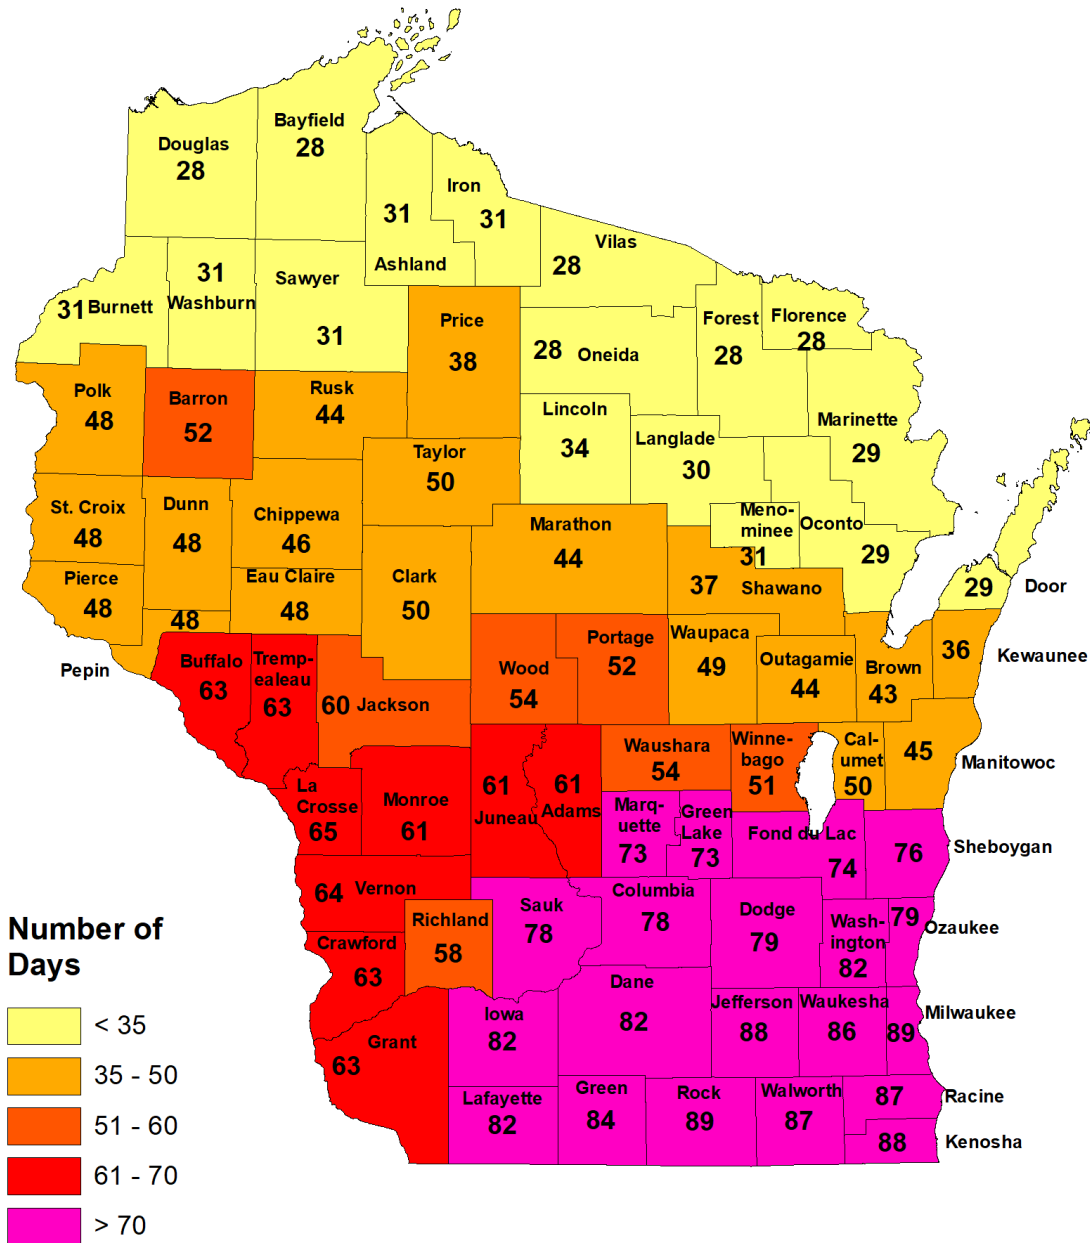 Douglas
28
Bayfield
28
Iron
31
31
Ashland
Vilas
28
31 Burnett
31
Washburn
Sawyer
31
Price
38
28 Oneida
Forest
28
Florence
28
Polk
48
Barron
52
Rusk
44
Lincoln
34
Langlade
30
Marinette
29
Taylor
50
St. Croix
48
Dunn
48
Chippewa
46
Marathon
44
Meno-
minee
31
Oconto
29
Pierce
48
Eau Claire
48
Clark
50
37 Shawano
29
Door
48
Pepin
Buffalo
63
Tremp-
ealeau
63
60 Jackson
Wood
54
Portage
52
Waupaca
49
Outagamie
44
Brown
43
36
Kewaunee
La
Crosse
65
Monroe
61
61
Juneau
61
Adams
Waushara
54
Winne-
bago
51
Cal-
umet
50
45
Manitowoc
Marq-
uette
73
Green
Lake
73
Fond du Lac
74
76
Sheboygan
64 Vernon
Richland
58
Sauk
78
Columbia
78
Dodge
79
Wash-
ington
82
79
Ozaukee
Crawford
63
63
Grant
Iowa
82
Dane
82
Jefferson
88
Waukesha
86
89
Milwaukee
Lafayette
82
Green
84
Rock
89
Walworth
87
87
Racine
88
Kenosha
Number of
Days
< 35
35 - 50
51 - 60
61 - 70
> 70